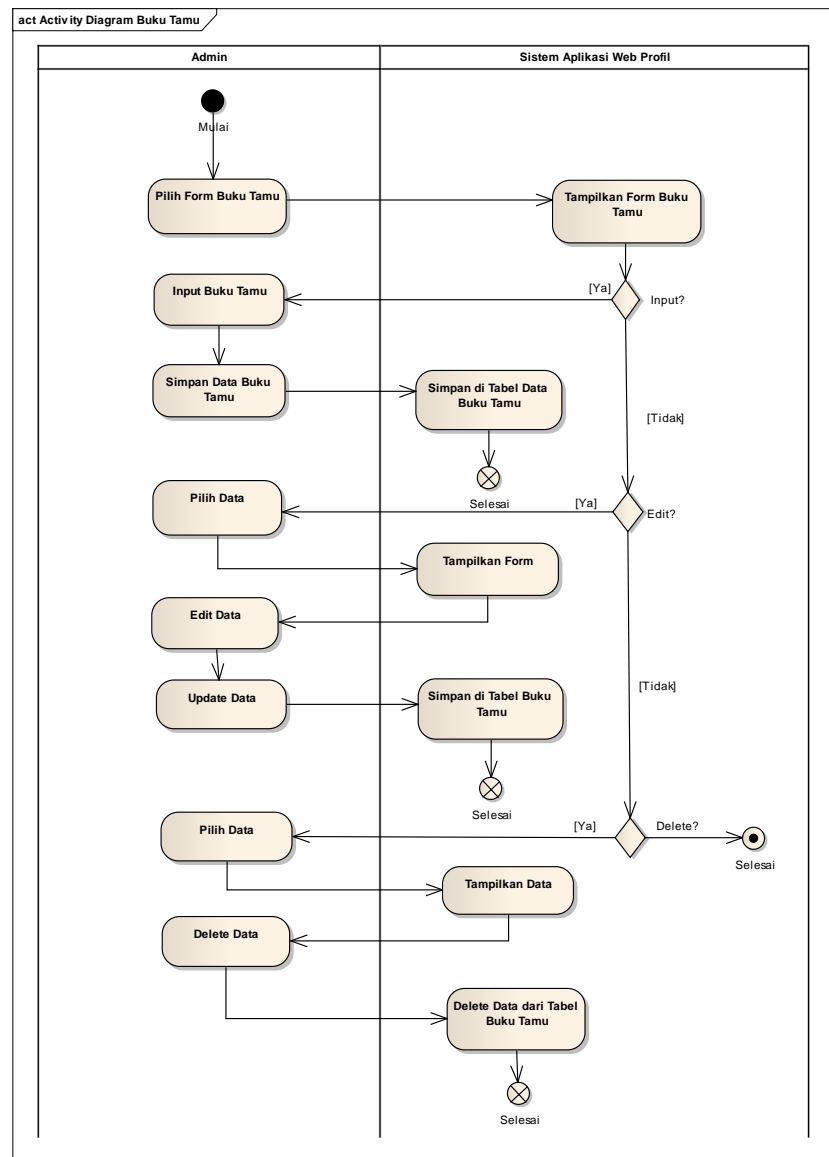 act Activity Diagram Buku Tamu
Admin
Sistem Aplikasi Web Profil
Mulai
Pilih Form Buku Tamu
Tampilkan Form Buku
Tamu
Input Buku Tamu
[Ya]
Input?
Simpan Data Buku
Tamu
Simpan di Tabel Data
Buku Tamu
[Tidak]
Selesai
Pilih Data
[Ya]
Edit?
Tampilkan Form
Edit Data
Update Data
Simpan di Tabel Buku
Tamu
[Tidak]
Selesai
Pilih Data
[Ya]
Delete?
Selesai
Tampilkan Data
Delete Data
Delete Data dari Tabel
Buku Tamu
Selesai